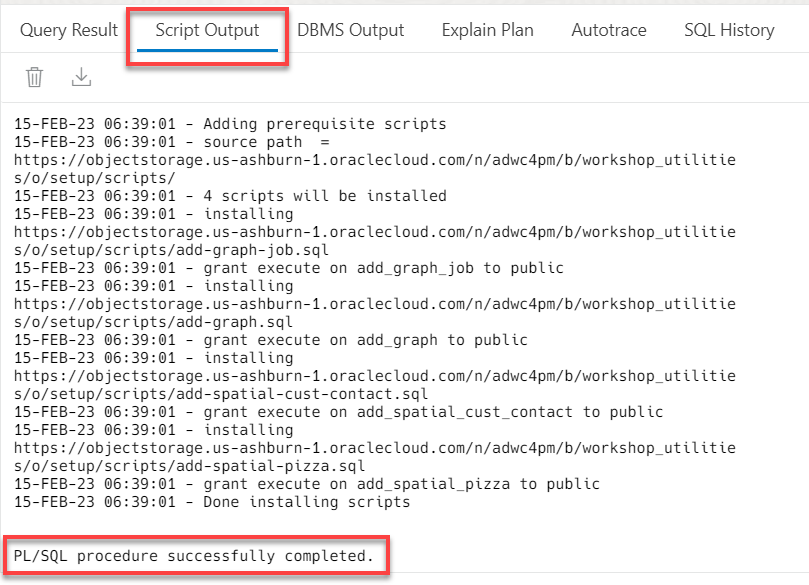 Query Result Script Output DBMS Output Explain Plan Autotrace SQL History
15-FEB-23 06:39:01 - Adding prerequisite scripts
15-FEB-23 06:39:01 - source path  =
https://objectstorage.us-ashburn-1.oraclecloud.com/n/adwc4pm/b/workshop_utilitie
s/o/setup/scripts/
15-FEB-23 06:39:01 - 4 scripts will be installed
15-FEB-23 06:39:01 - installing
https://objectstorage.us-ashburn-1.oraclecloud.com/n/adwc4pm/b/workshop_utilitie
s/o/setup/scripts/add-graph-job.sql
15-FEB-23 06:39:01 - grant execute on add_graph_job to public
15-FEB-23 06:39:01 - installing
https://objectstorage.us-ashburn-1.oraclecloud.com/n/adwc4pm/b/workshop_utilitie
s/o/setup/scripts/add-graph.sql
15-FEB-23 06:39:01 - grant execute on add_graph to public
15-FEB-23 06:39:01 - installing
https://objectstorage.us-ashburn-1.oraclecloud.com/n/adwc4pm/b/workshop_utilitie
s/o/setup/scripts/add-spatial-cust-contact.sql
15-FEB-23 06:39:01 - grant execute on add_spatial_cust_contact to public
15-FEB-23 06:39:01 - installing
https://objectstorage.us-ashburn-1.oraclecloud.com/n/adwc4pm/b/workshop_utilitie
s/o/setup/scripts/add-spatial-pizza.sql
15-FEB-23 06:39:01 - grant execute on add_spatial_pizza to public
15-FEB-23 06:39:01 - Done installing scripts
PL/SQL procedure successfully completed.